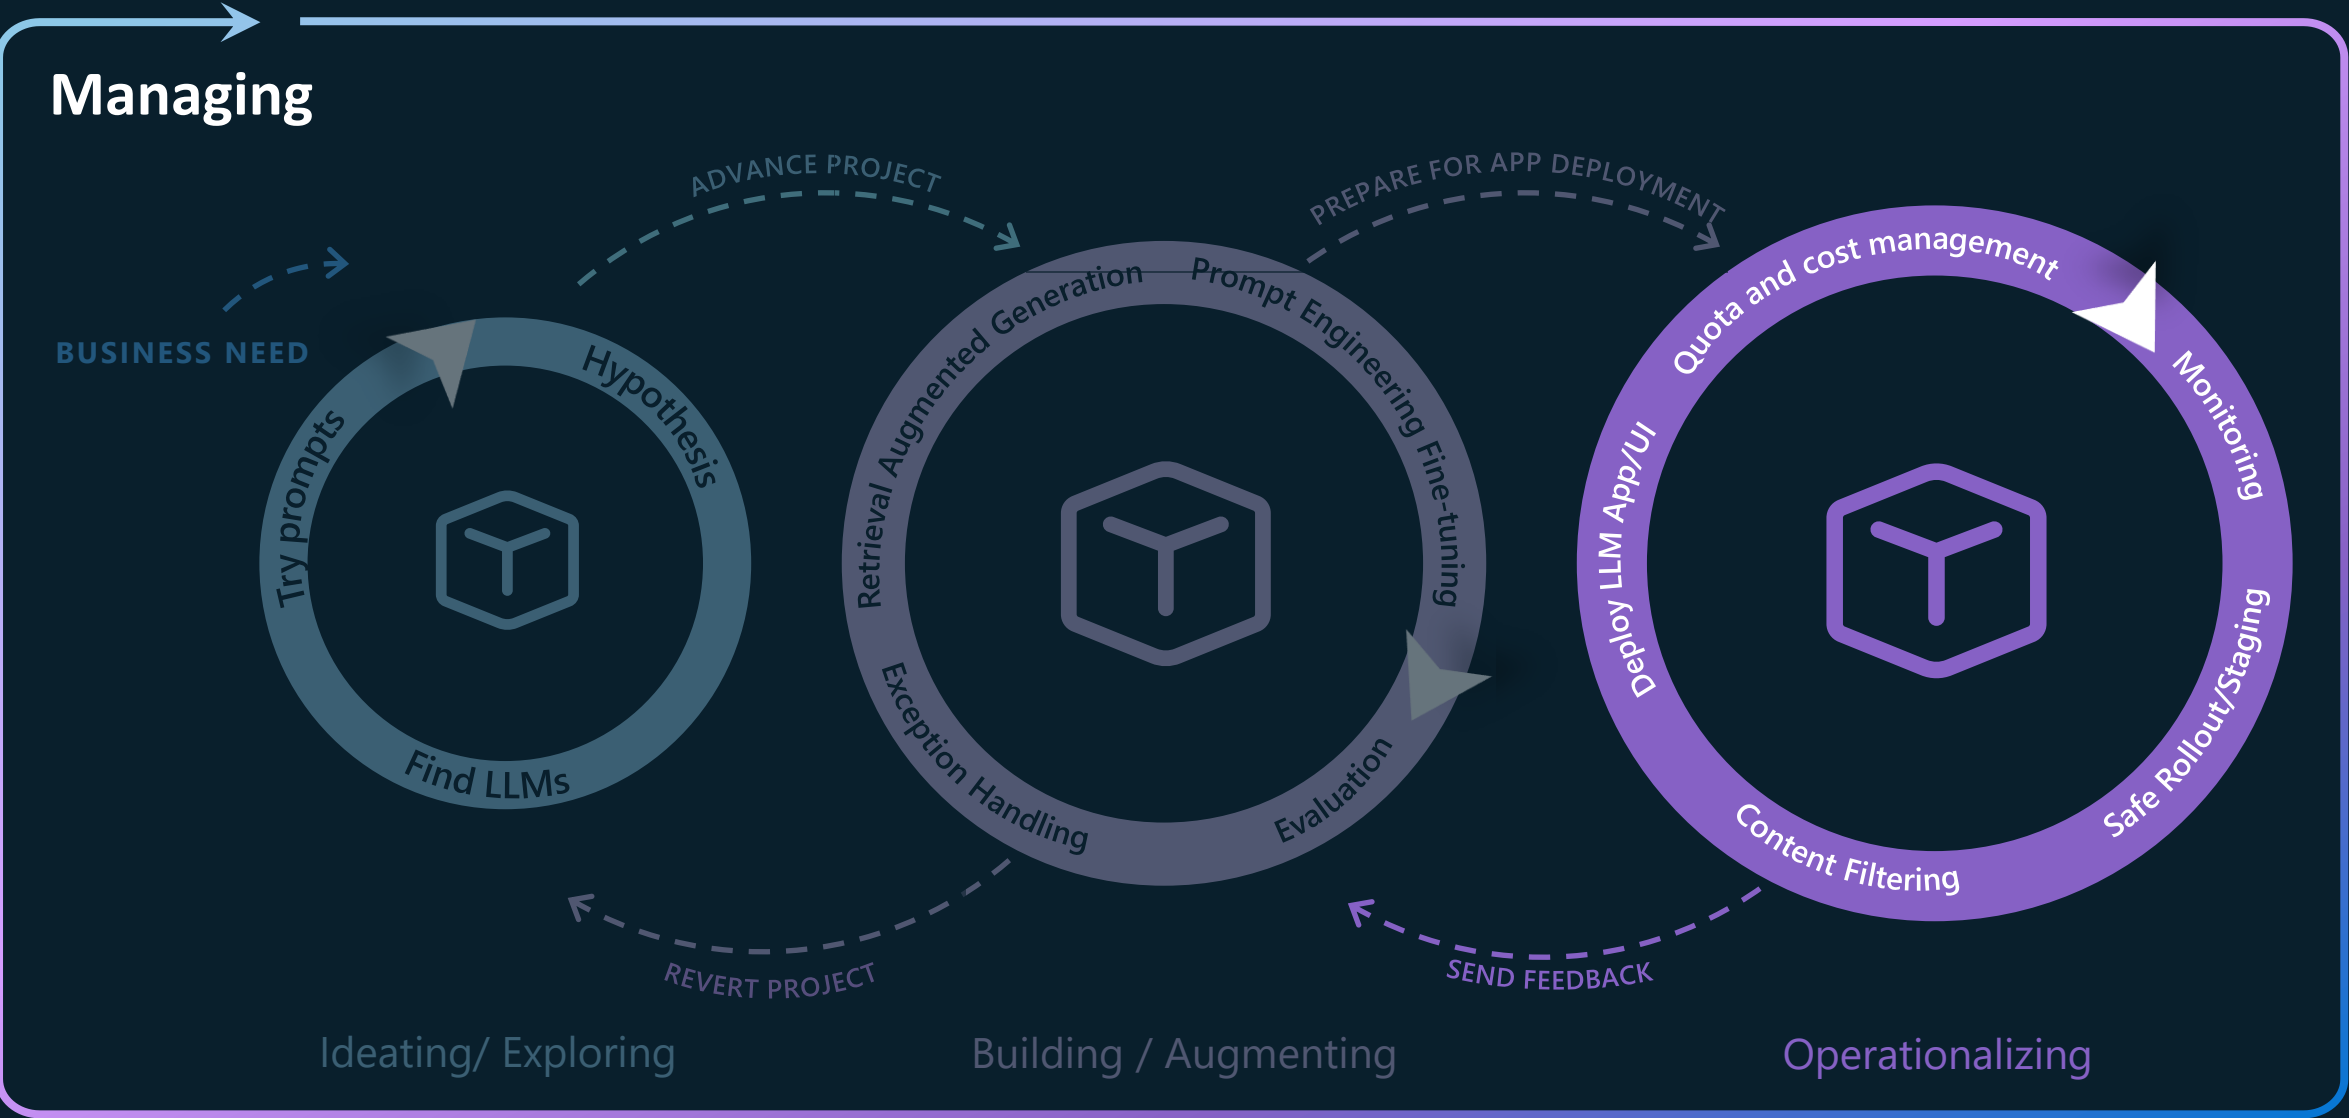 Managing
BUSINESS NEED
ADVANCE PROJECT
PREPARE FOR APP DEPLOYMENT
Try prompts
Hypothesis
Find LLMs
Retrieval Augmented Generation
Prompt Engineering Fine-tuning
Exception Handling
Evaluation
Quota and cost management
Monitoring
Deploy LLM App/UI
Safe Rollout/Staging
Content Filtering
REVERT PROJECT
SEND FEEDBACK
Ideating/ Exploring
Building / Augmenting
Operationalizing